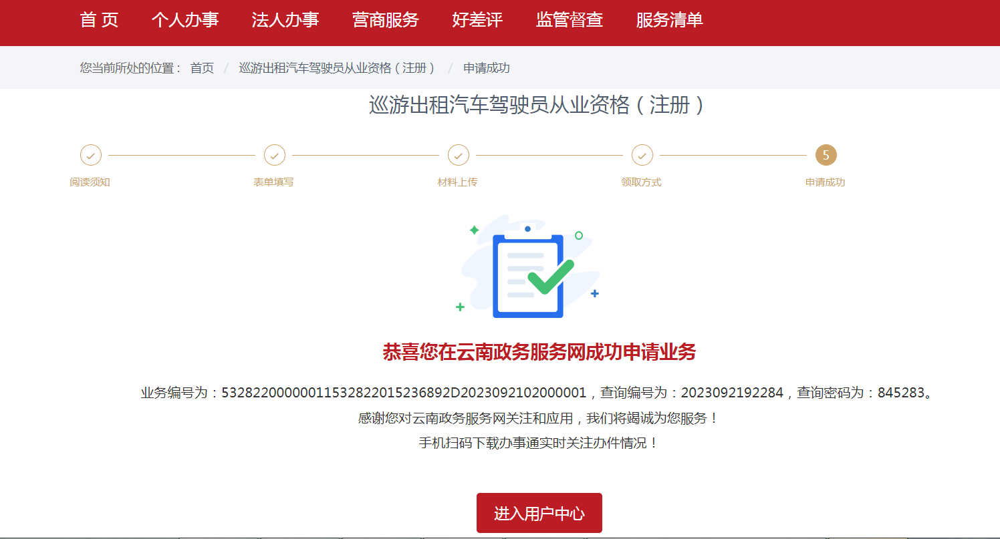 首 页 个人办事 法人办事 营商服务 好差评 监管督查 服务清单
您当前所处的位置： 首页 / 巡游出租汽车驾驶员从业资格（注册） / 申请成功
巡游出租汽车驾驶员从业资格（注册）
5
阅读须知 表单填写 材料上传 领取方式 申请成功
恭喜您在云南政务服务网成功申请业务
业务编号为：53282200000011532822015236892D2023092102000001，查询编号为：2023092192284，查询密码为：845283。
感谢您对云南政务服务网关注和应用，我们将竭诚为您服务！
手机扫码下载办事通实时关注办件情况！
进入用户中心